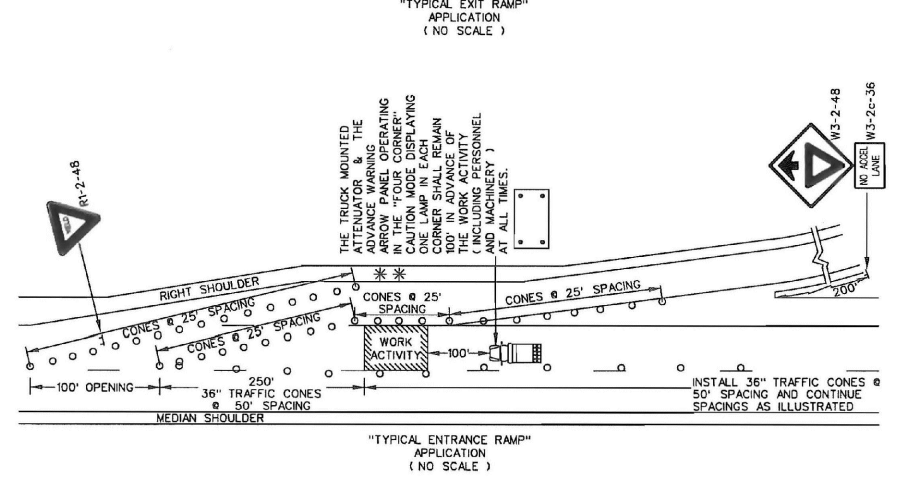 "TYPICAL EXIT RAMP"
APPLICATION
( NO SCALE )
R1-2-48
YIELD
THE TRUCK MOUNTED
ATTENUATOR & THE
ADVANCE WARNING
ARROW PANEL OPERATING
IN THE "FOUR CORNER"
CAUTION MODE DISPLAYING
ONE LAMP IN EACH
CORNER SHALL REMAIN
100' IN ADVANCE OF
THE WORK ACTIVITY
( INCLUDING PERSONNEL
AND MACHINERY )
AT ALL TIMES.
W3-2-48
W3-2c-36
NO ACCEL
LANE
RIGHT SHOULDER
CONES @ 25' SPACING
CONES @ 25' SPACING
CONES @ 25'
SPACING
CONES @ 25' SPACING
200'
WORK
ACTIVITY
100'
100' OPENING
250'
36" TRAFFIC CONES
@ 50' SPACING
INSTALL 36" TRAFFIC CONES @
50' SPACING AND CONTINUE
SPACINGS AS ILLUSTRATED
MEDIAN SHOULDER
"TYPICAL ENTRANCE RAMP"
APPLICATION
( NO SCALE )